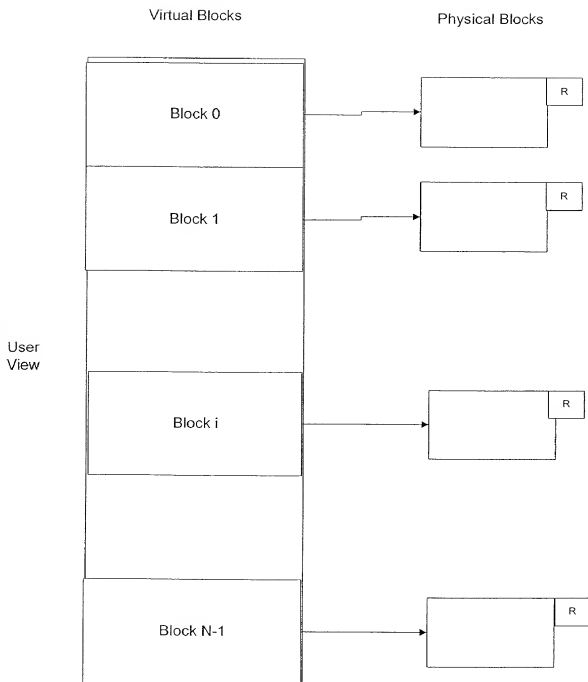 Virtual Blocks
Physical Blocks
Block 0
R
Block 1
R
User
View
Block i
R
Block N-1
R